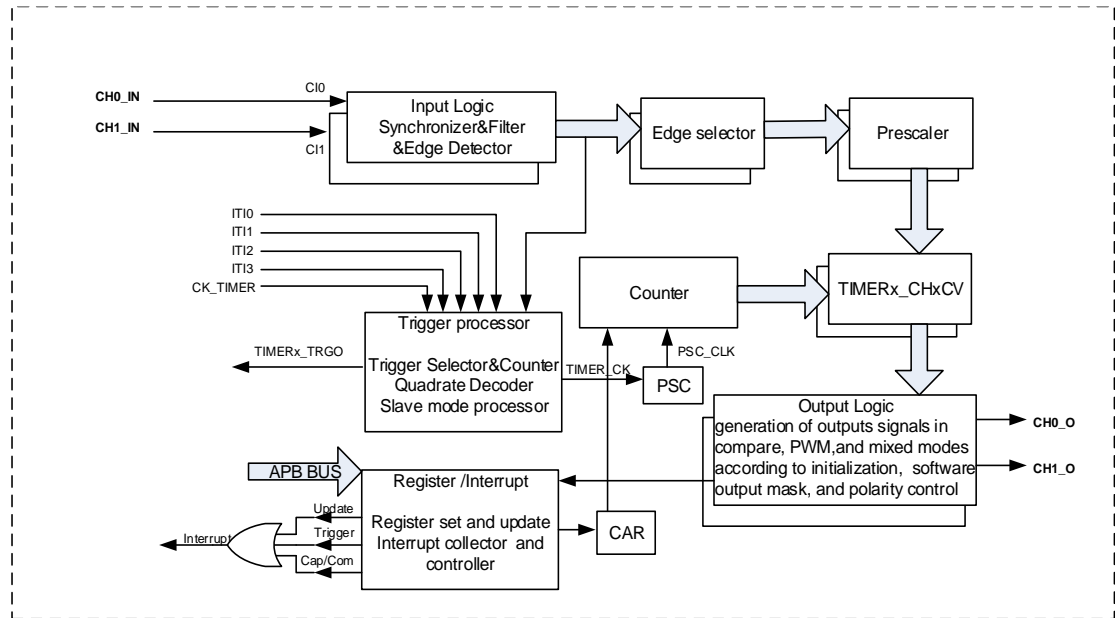 CH0_IN
CI0
CH1_IN
CI1
Input Logic
Synchronizer&Filter
&Edge Detector
Edge selector
Prescaler
ITI0
ITI1
ITI2
ITI3
CK_TIMER
Counter
TIMERx_CHxCV
Trigger processor
Trigger Selector&Counter
Quadrate Decoder
Slave mode processor
TIMERx_TRGO
TIMER_CK
PSC_CLK
PSC
Output Logic
generation of outputs signals in
compare, PWM,and mixed modes
according to initialization, software
output mask, and polarity control
CH0_O
CH1_O
APB BUS
Register /Interrupt
Register set and update
Interrupt collector and
controller
CAR
Update
Trigger
Cap/Com
Interrupt